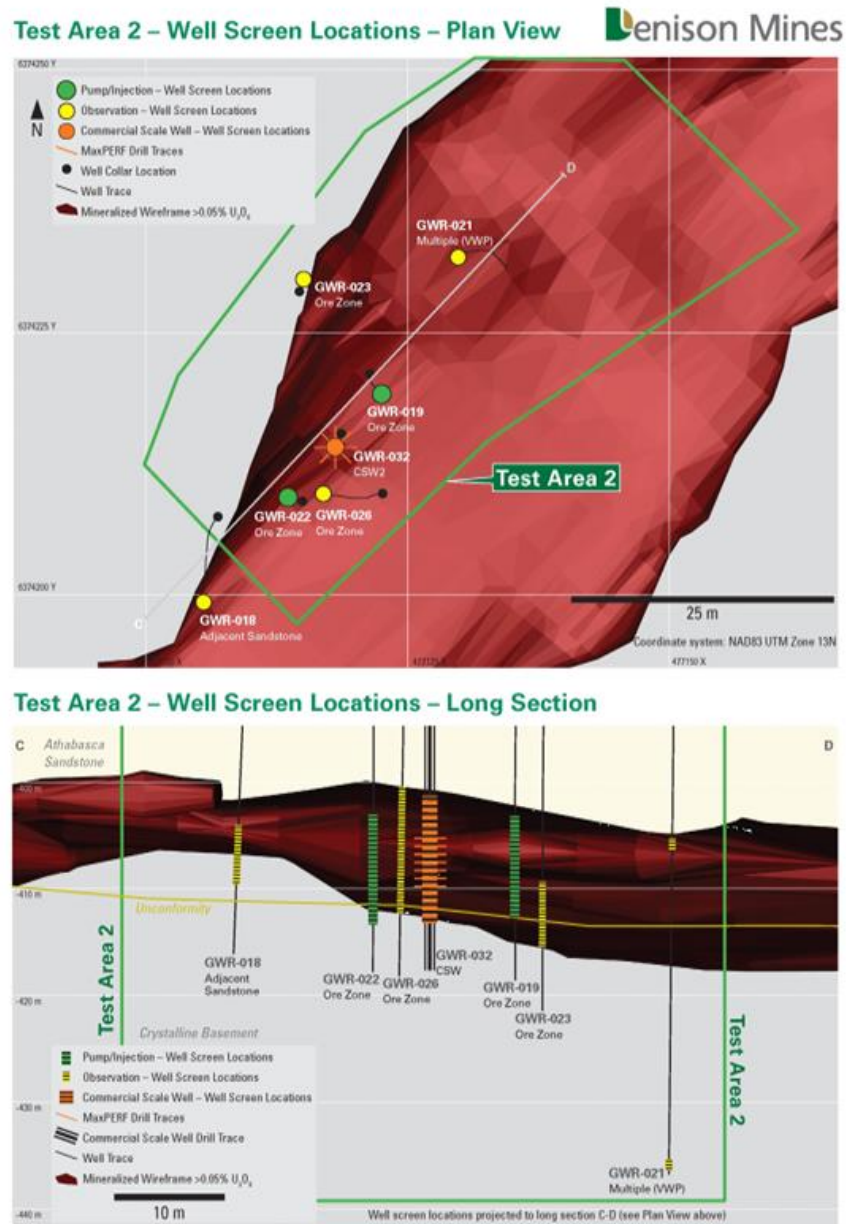 Test Area 2 – Well Screen Locations – Plan View
Denison Mines
6374250 Y
Pump/Injection – Well Screen Locations
Observation – Well Screen Locations
Commercial Scale Well – Well Screen Locations
MaxPERF Drill Traces
Well Collar Location
Well Trace
Mineralized Wireframe >0.05% U₃O₈
N
D
GWR-021
Multiple (VWP)
GWR-023
Ore Zone
6374225 Y
GWR-019
Ore Zone
GWR-032
CSW2
Test Area 2
GWR-022
Ore Zone
GWR-026
Ore Zone
6374200 Y
C
GWR-018
Adjacent Sandstone
25 m
Coordinate system: NAD83 UTM Zone 13N
477125 X
477150 X
Test Area 2 – Well Screen Locations – Long Section
C
Athabasca
Sandstone
D
-400 m
-410 m
Unconformity
Test Area 2
GWR-018
Adjacent
Sandstone
GWR-022
Ore Zone
GWR-026
Ore Zone
GWR-032
CSW
GWR-019
Ore Zone
GWR-023
Ore Zone
-420 m
Test Area 2
Crystalline Basement
Pump/Injection – Well Screen Locations
Observation – Well Screen Locations
Commercial Scale Well – Well Screen Locations
MaxPERF Drill Traces
Commercial Scale Well Drill Trace
Well Trace
Mineralized Wireframe >0.05% U₃O₈
-430 m
GWR-021
Multiple (VWP)
10 m
-440 m
Well screen locations projected to long section C-D (see Plan View above)